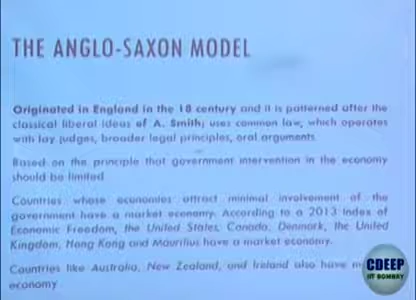 THE ANGLO-SAXON MODEL
Originated in England in the 18 century and it is patterned after the
classical liberal ideas of A. Smith; uses common law, which operates
with lay judges, broader legal principles, oral arguments.
Based on the principle that government intervention in the economy
should be limited
Countries whose economies attract minimal involvement of the
government have a market economy. According to a 2013 Index of
Economic Freedom, the United States, Canada, Denmark, the United
Kingdom, Hong Kong and Mauritius have a market economy.
Countries like Australia, New Zealand, and Ireland also have
economy
CDEEP
IIT BOMBAY